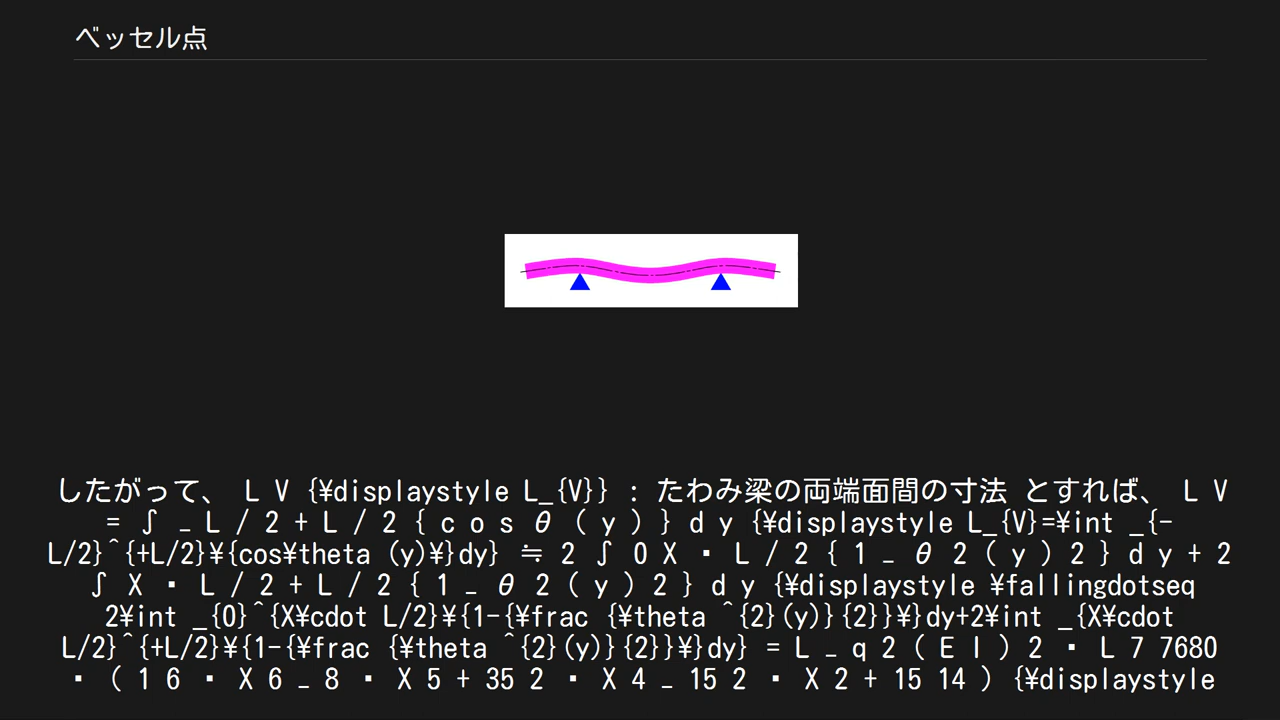 ベッセル点
したがって、 L V {¥displaystyle L_{V}} : たわみ梁の両端面間の寸法 とすれば、 L V
= ∫ − L / 2 + L / 2 { c o s θ ( y ) } d y {¥displaystyle L_{V}=¥int _{-
L/2}^{+L/2}¥{cos¥theta (y)¥}dy} ≒ 2 ∫ 0 X ⋅ L / 2 { 1 − θ 2 ( y ) 2 } d y + 2
∫ X ⋅ L / 2 + L / 2 { 1 − θ 2 ( y ) 2 } d y {¥displaystyle ¥fallingdotseq
2¥int _{0}^{X¥cdot L/2}¥{1-{¥frac {¥theta ^{2}(y)}{2}}¥}dy+2¥int _{X¥cdot
L/2}^{+L/2}¥{1-{¥frac {¥theta ^{2}(y)}{2}}¥}dy} = L − q 2 ( E I ) 2 ⋅ L 7 7680
⋅ ( 1 6 ⋅ X 6 − 8 ⋅ X 5 + 35 2 ⋅ X 4 − 15 2 ⋅ X 2 + 15 14 ) {¥displaystyle